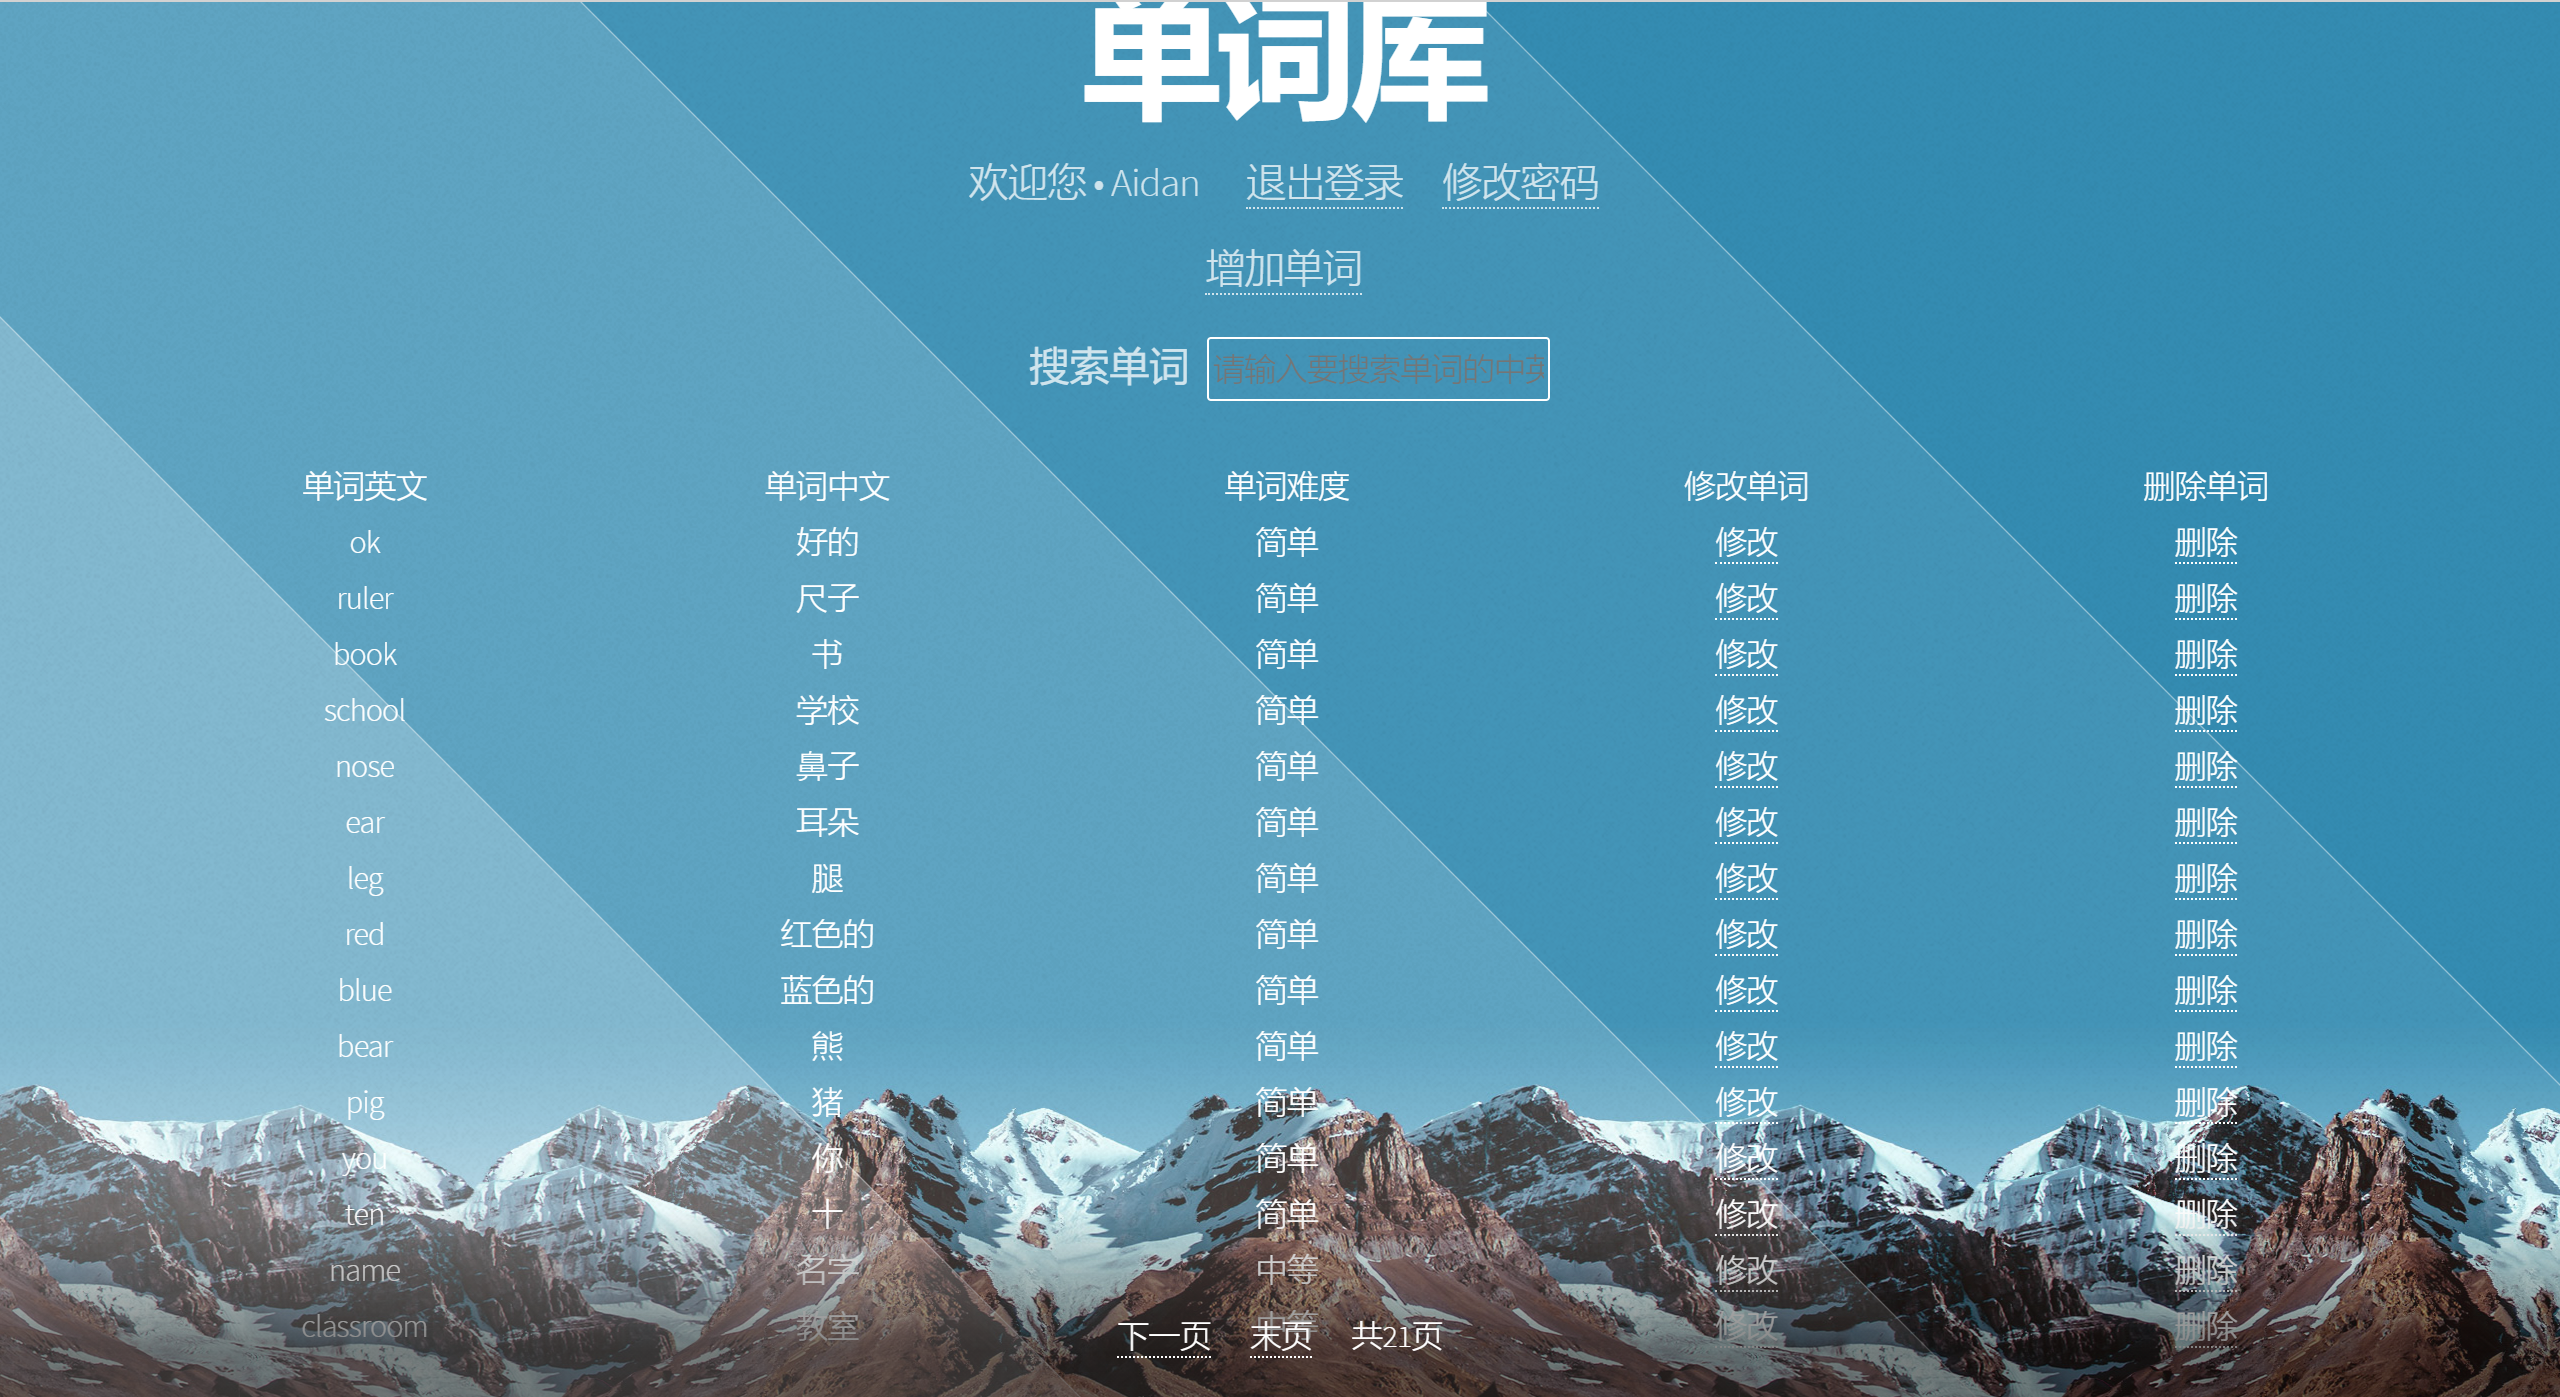 单词库
欢迎您 • Aidan 退出登录 修改密码
增加单词
搜索单词 请输入要搜索单词的中英
单词英文 单词中文 单词难度 修改单词 删除单词
ok 好的 简单 修改 删除
ruler 尺子 简单 修改 删除
book 书 简单 修改 删除
school 学校 简单 修改 删除
nose 鼻子 简单 修改 删除
ear 耳朵 简单 修改 删除
leg 腿 简单 修改 删除
red 红色的 简单 修改 删除
blue 蓝色的 简单 修改 删除
bear 熊 简单 修改 删除
pig 猪 简单 修改 删除
you 你 简单 修改 删除
ten 十 简单 修改 删除
name 名字 中等 修改 删除
classroom 教室 修改 删除
下一页 末页 共21页